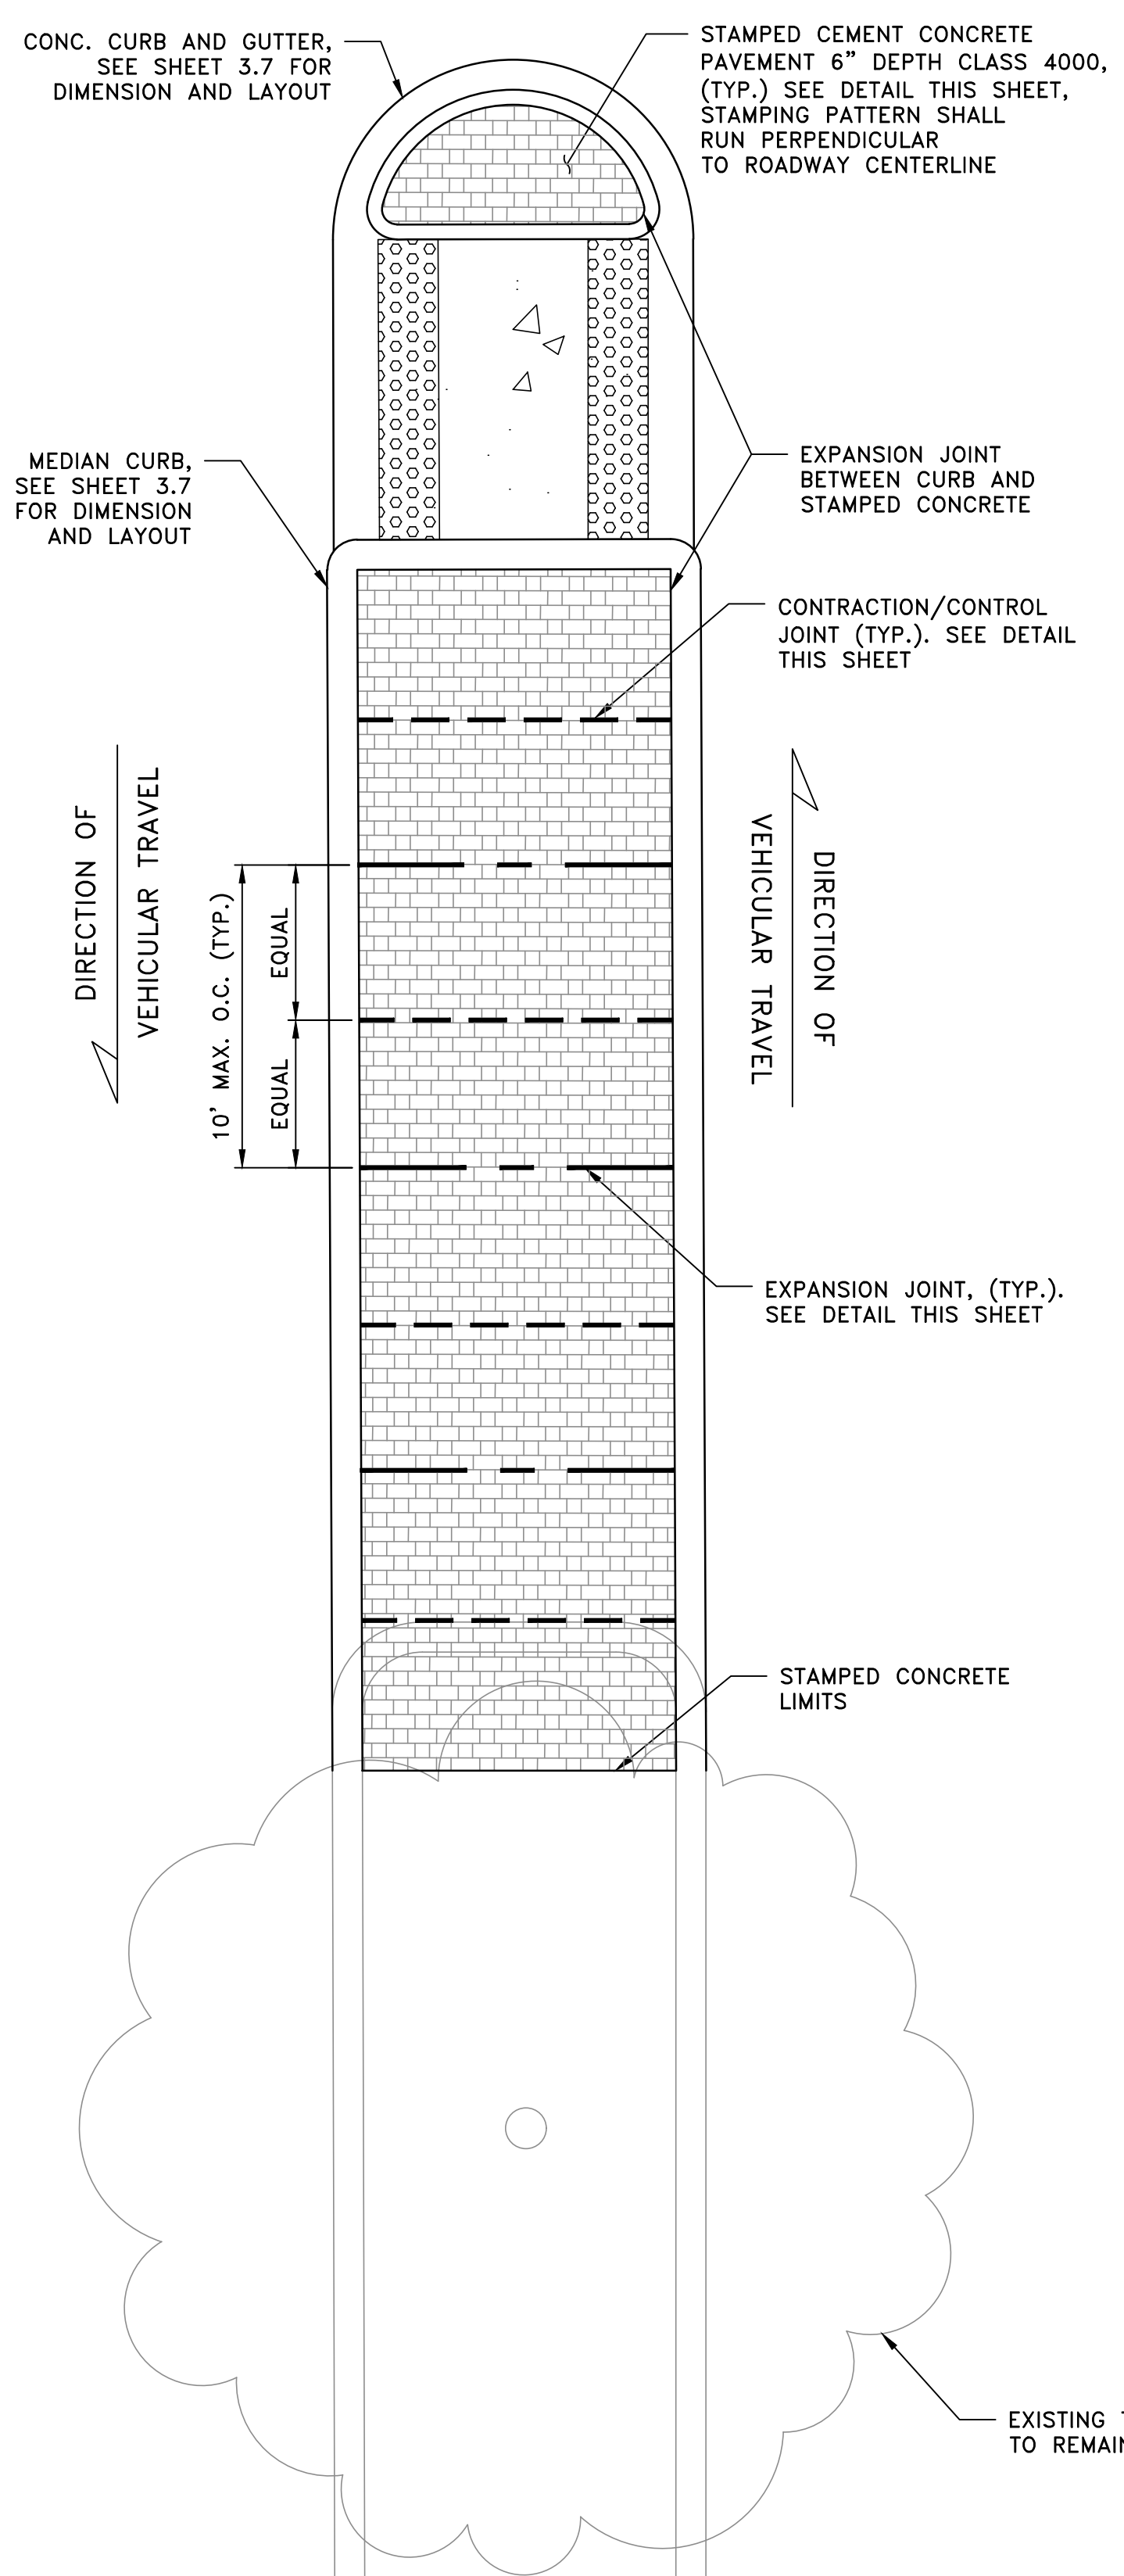 CONC. CURB AND GUTTER,
SEE SHEET 3.7 FOR
DIMENSION AND LAYOUT
STAMPED CEMENT CONCRETE
PAVEMENT 6" DEPTH CLASS 4000,
(TYP.) SEE DETAIL THIS SHEET,
STAMPING PATTERN SHALL
RUN PERPENDICULAR
TO ROADWAY CENTERLINE
MEDIAN CURB,
SEE SHEET 3.7
FOR DIMENSION
AND LAYOUT
EXPANSION JOINT
BETWEEN CURB AND
STAMPED CONCRETE
CONTRACTION/CONTROL
JOINT (TYP.). SEE DETAIL
THIS SHEET
DIRECTION OF
VEHICULAR TRAVEL
10' MAX. O.C. (TYP.)
EQUAL
EQUAL
DIRECTION OF
VEHICULAR TRAVEL
EXPANSION JOINT, (TYP.).
SEE DETAIL THIS SHEET
STAMPED CONCRETE
LIMITS
EXISTING
TO REMAIN